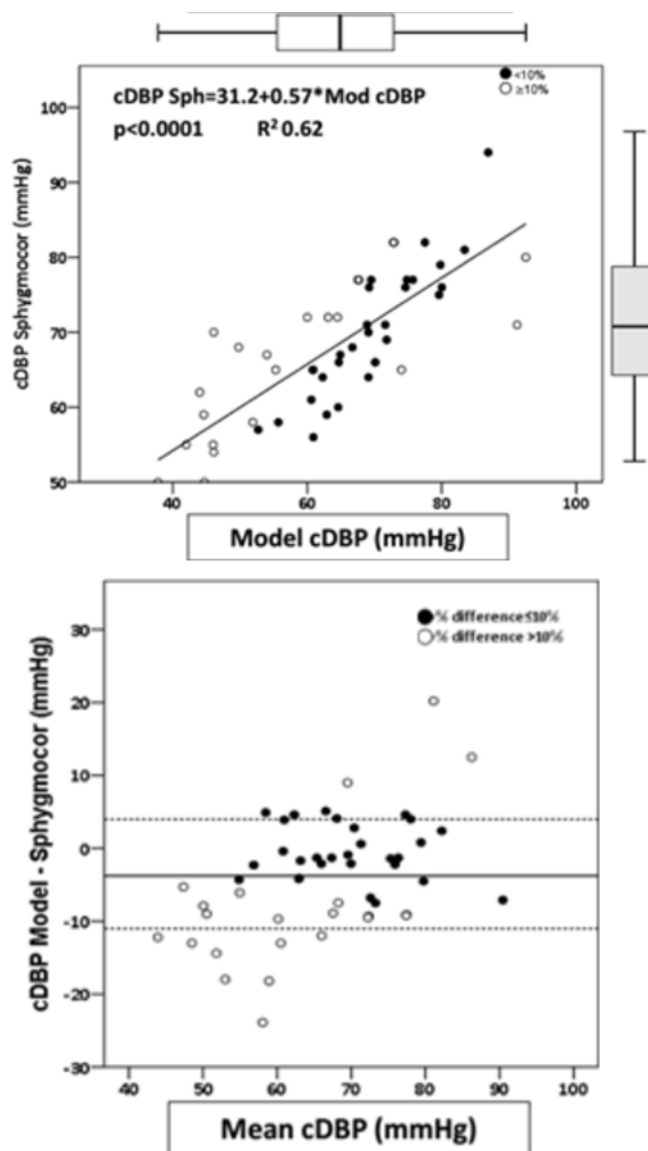 <10%
≥10%
cDBP Sph=31.2+0.57*Mod cDBP
p<0.0001 R² 0.62
100
90
80
70
60
50
cDBP Sphygmocor (mmHg)
40 60 80 100
Model cDBP (mmHg)
% difference≤10%
% difference >10%
30
20
10
0
-10
-20
-30
cDBP Model - Sphygmocor (mmHg)
40 50 60 70 80 90 100
Mean cDBP (mmHg)